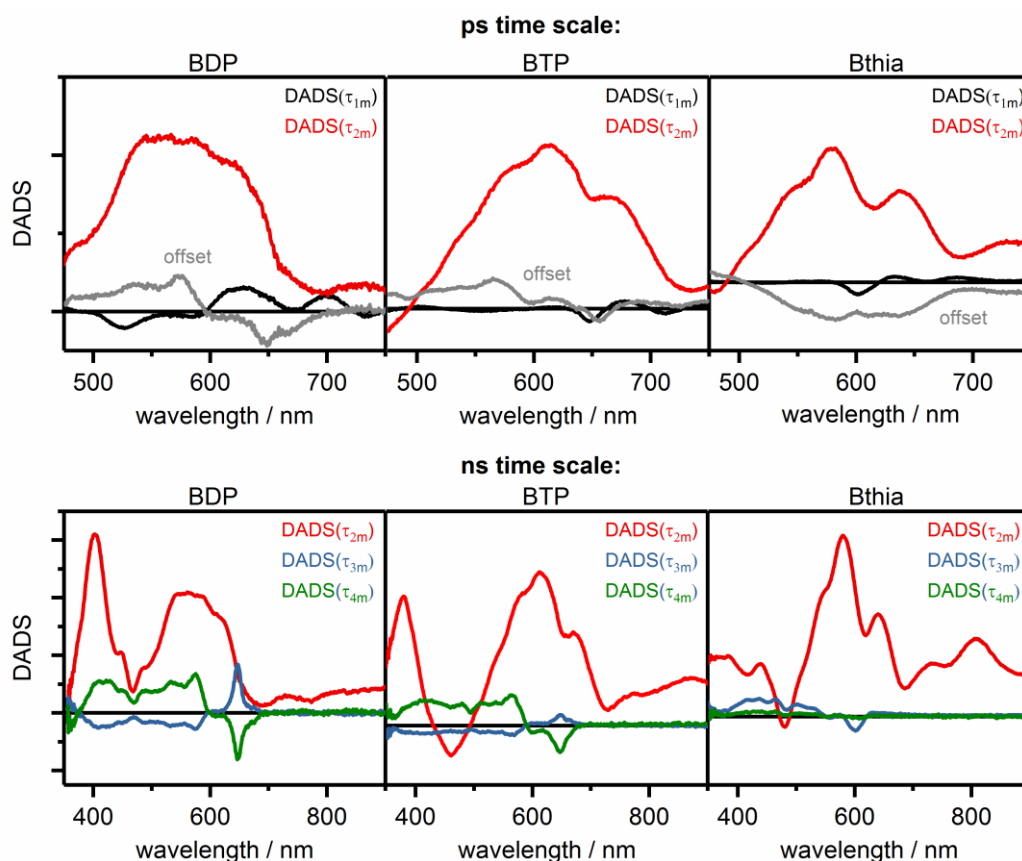 ps time scale:
BDP BTP Bthia
DADS(τ1m) DADS(τ1m) DADS(τ1m)
DADS(τ2m) DADS(τ2m) DADS(τ2m)
DADS
offset offset offset
500 600 700 500 600 700 500 600 700
wavelength / nm wavelength / nm wavelength / nm
ns time scale:
BDP BTP Bthia
DADS(τ2m) DADS(τ2m) DADS(τ2m)
DADS(τ3m) DADS(τ3m) DADS(τ3m)
DADS(τ4m) DADS(τ4m) DADS(τ4m)
DADS
400 600 800 400 600 800 400 600 800
wavelength / nm wavelength / nm wavelength / nm